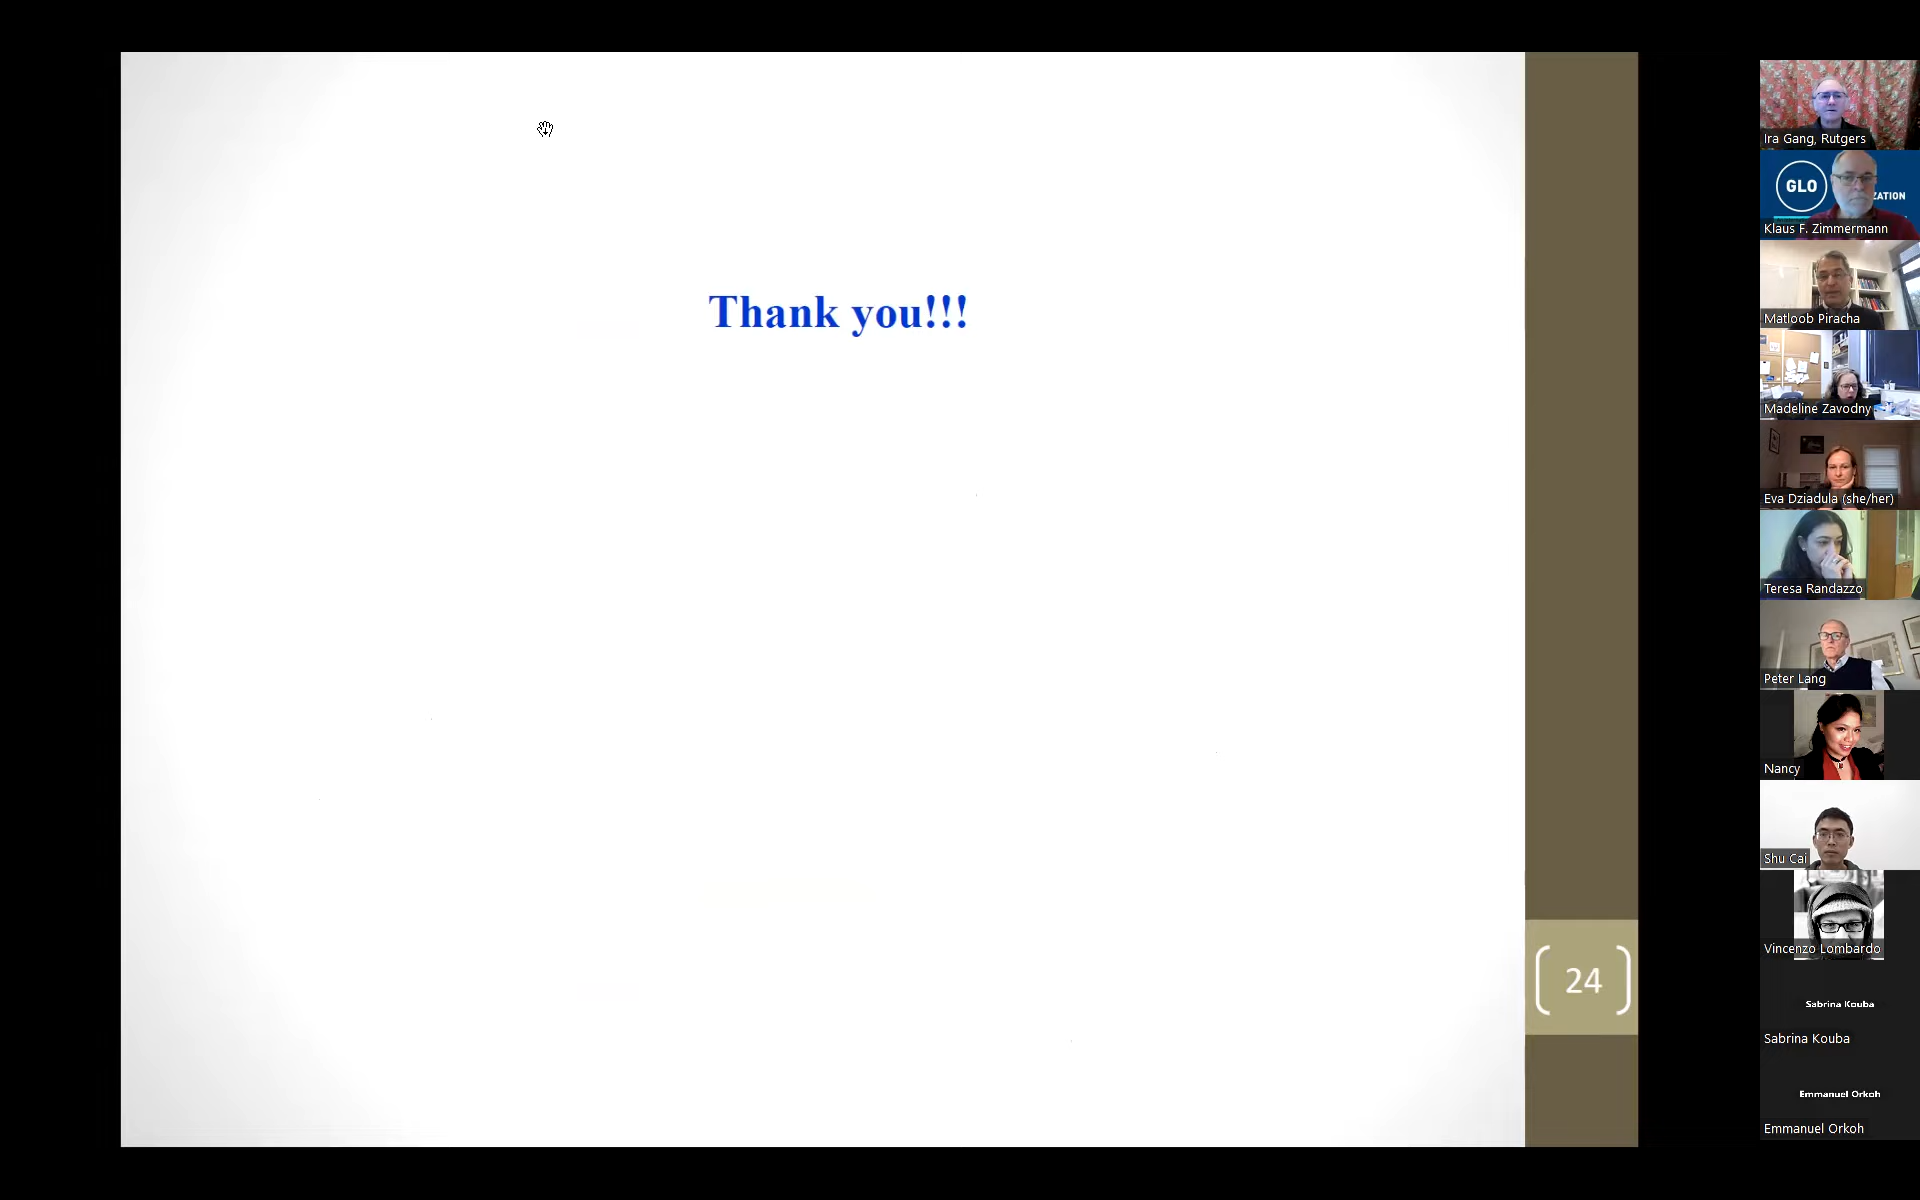 Thank you!!!
24
Ira Gang, Rutgers
GLO
ZATION
Klaus F. Zimmermann
Matloob Piracha
Madeline Zavodny
Eva Dziadula (she/her)
Teresa Randazzo
Peter Lang
Nancy
Shu Cai
Vincenzo Lombardo
Sabrina Kouba
Sabrina Kouba
Emmanuel Orkoh
Emmanuel Orkoh